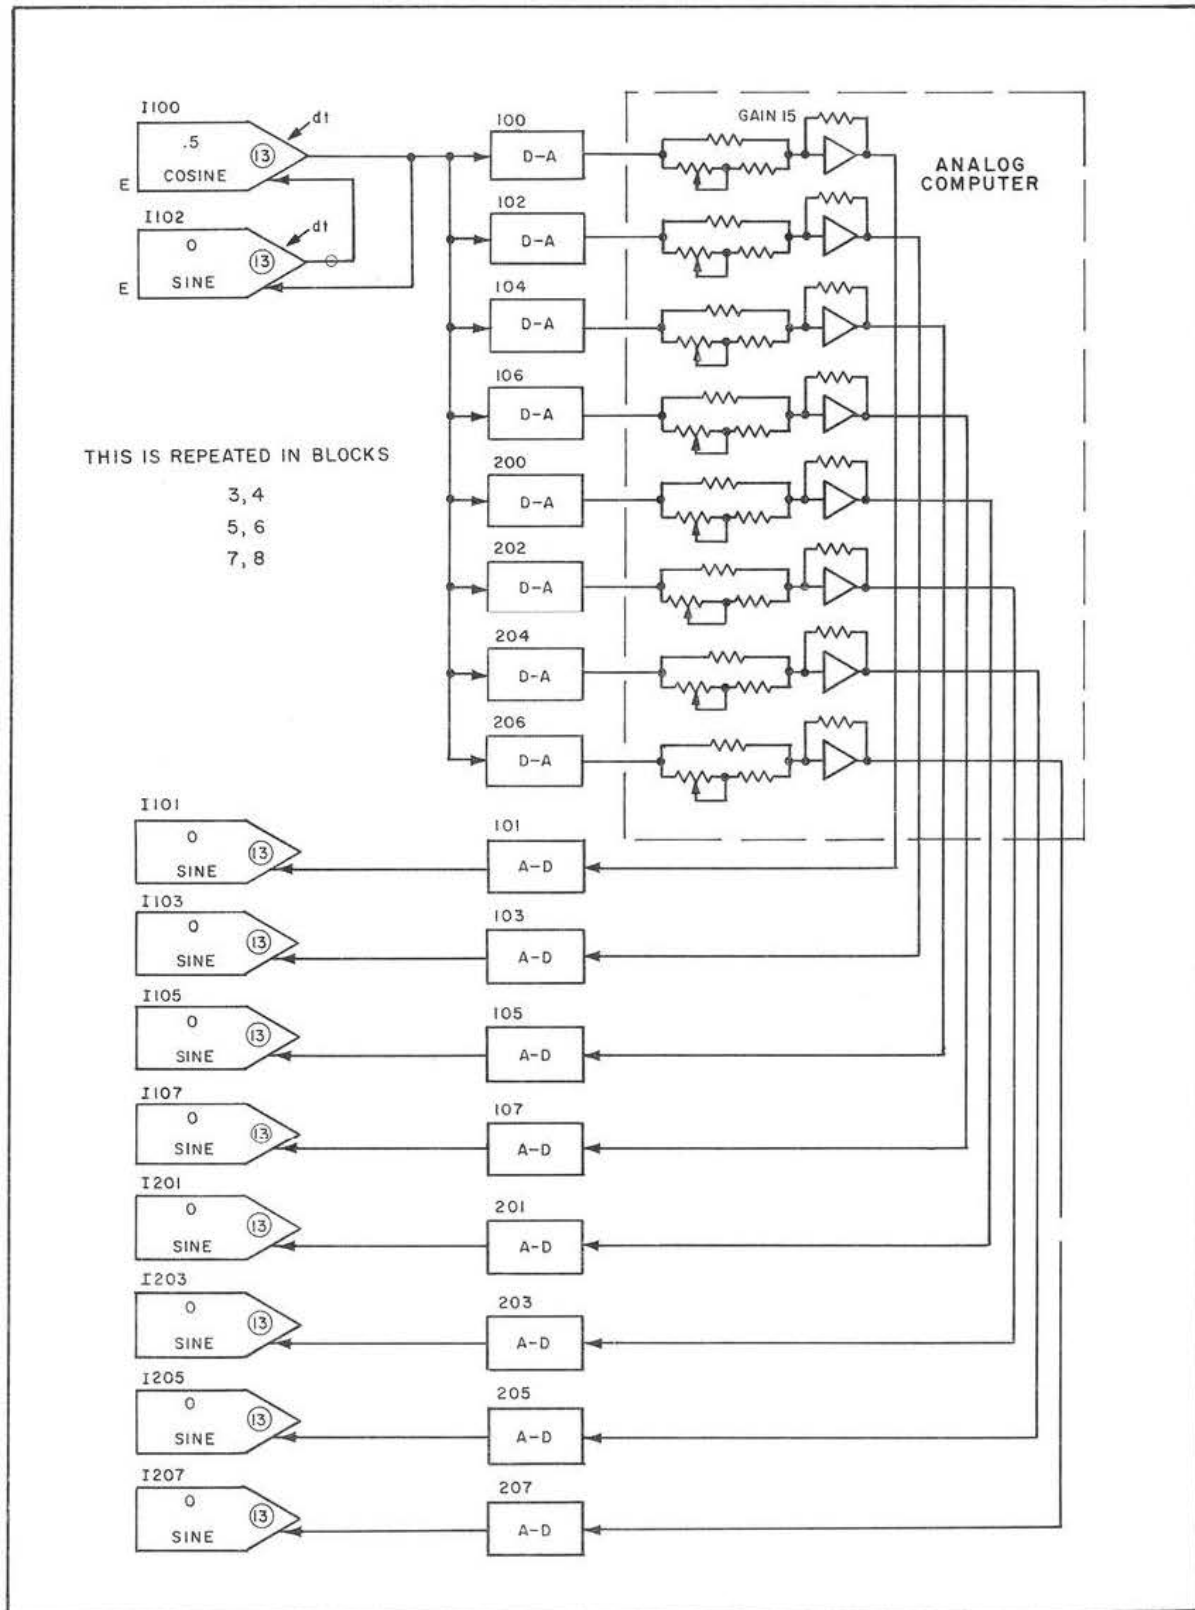 I100
dt
.5
13
COSINE
E
I102
dt
0
13
SINE
E
THIS IS REPEATED IN BLOCKS
3, 4
5, 6
7, 8
100
D-A
102
D-A
104
D-A
106
D-A
200
D-A
202
D-A
204
D-A
206
D-A
GAIN 15
ANALOG
COMPUTER
I101
0
13
SINE
101
A-D
I103
0
13
SINE
103
A-D
I105
0
13
SINE
105
A-D
I107
0
13
SINE
107
A-D
I201
0
13
SINE
201
A-D
I203
0
13
SINE
203
A-D
I205
0
13
SINE
205
A-D
I207
0
13
SINE
207
A-D